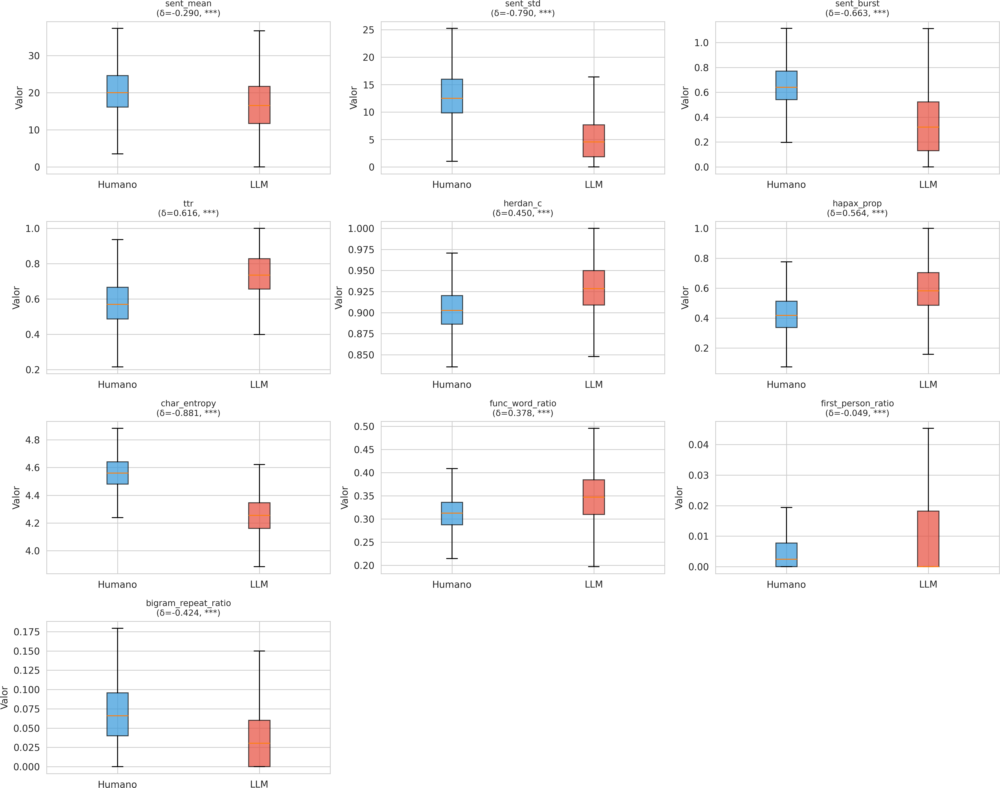 sent_mean
(δ=-0.290, ***)
sent_std
(δ=-0.790, ***)
sent_burst
(δ=-0.663, ***)
Valor
30
20
10
0
Humano
LLM
Valor
25
20
15
10
5
0
Humano
LLM
Valor
1.0
0.8
0.6
0.4
0.2
0.0
Humano
LLM
ttr
(δ=0.616, ***)
herdan_c
(δ=0.450, ***)
hapax_prop
(δ=0.564, ***)
Valor
1.0
0.8
0.6
0.4
0.2
Humano
LLM
Valor
1.000
0.975
0.950
0.925
0.900
0.875
0.850
Humano
LLM
Valor
1.0
0.8
0.6
0.4
0.2
Humano
LLM
char_entropy
(δ=-0.881, ***)
func_word_ratio
(δ=0.378, ***)
first_person_ratio
(δ=-0.049, ***)
Valor
4.8
4.6
4.4
4.2
4.0
Humano
LLM
Valor
0.50
0.45
0.40
0.35
0.30
0.25
0.20
Humano
LLM
Valor
0.04
0.03
0.02
0.01
0.00
Humano
LLM
bigram_repeat_ratio
(δ=-0.424, ***)
Valor
0.175
0.150
0.125
0.100
0.075
0.050
0.025
0.000
Humano
LLM